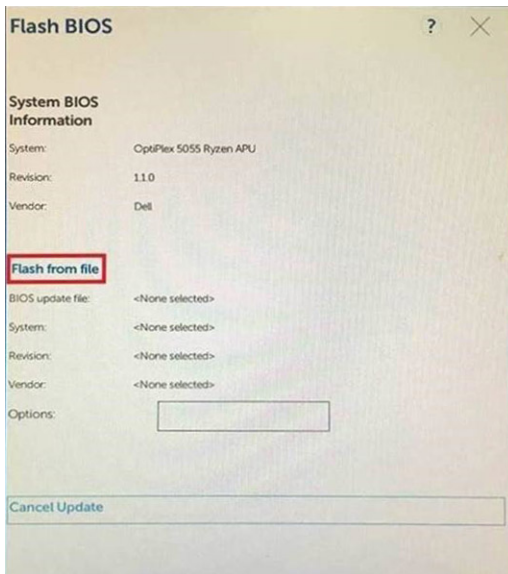 Flash BIOS ?
System BIOS
Information
System: OptiPlex 5055 Ryzen APU
Revision: 1.1.0
Vendor: Dell
Flash from file
BIOS update file: <None selected>
System: <None selected>
Revision: <None selected>
Vendor: <None selected>
Options:
Cancel Update